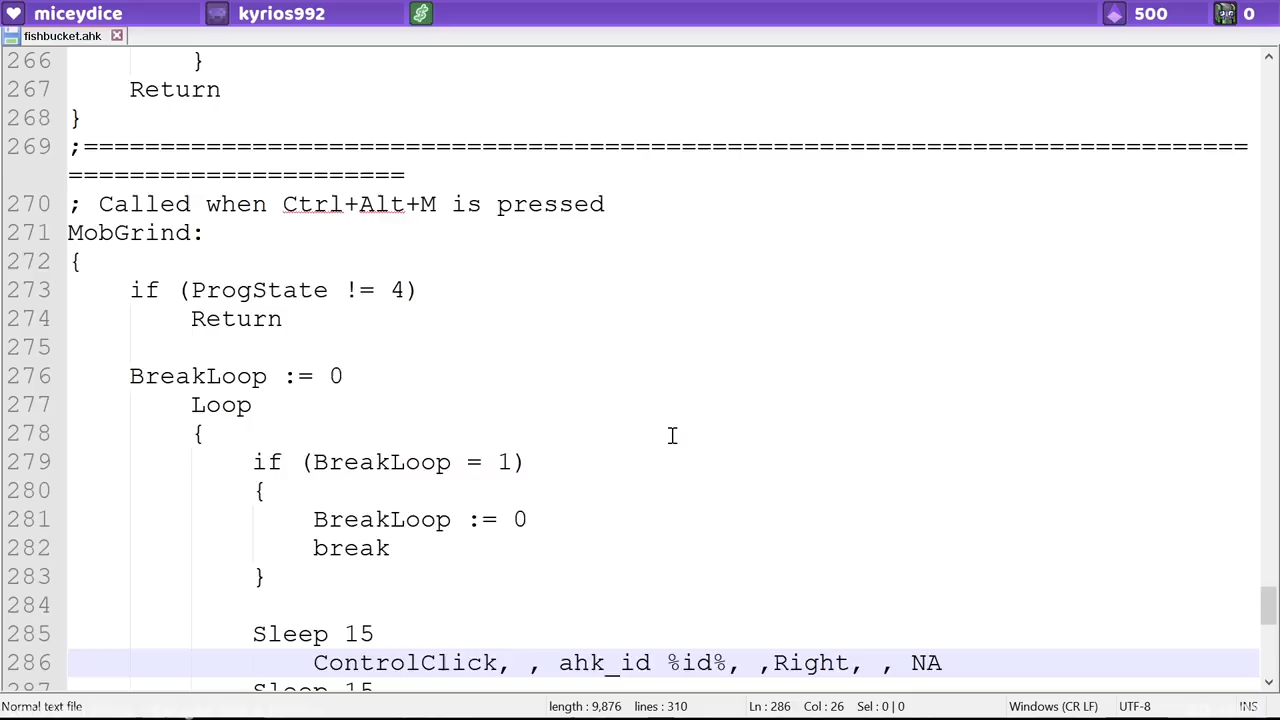 miceydice kyrios992 500 0
fishbucket.ahk
266 }
267 Return
268 }
269 ;=================================================================================================
270 ; Called when Ctrl+Alt+M is pressed
271 MobGrind:
272 {
273 if (ProgState != 4)
274 Return
275
276 BreakLoop := 0
277 Loop
278 {
279 if (BreakLoop = 1)
280 {
281 BreakLoop := 0
282 break
283 }
284
285 Sleep 15
286 ControlClick, , ahk_id %id%, ,Right, , NA
287 Sleep 15
Normal text file length : 9,876 lines : 310 Ln : 286 Col : 26 Sel : 0 | 0 Windows (CR LF) UTF-8 INS